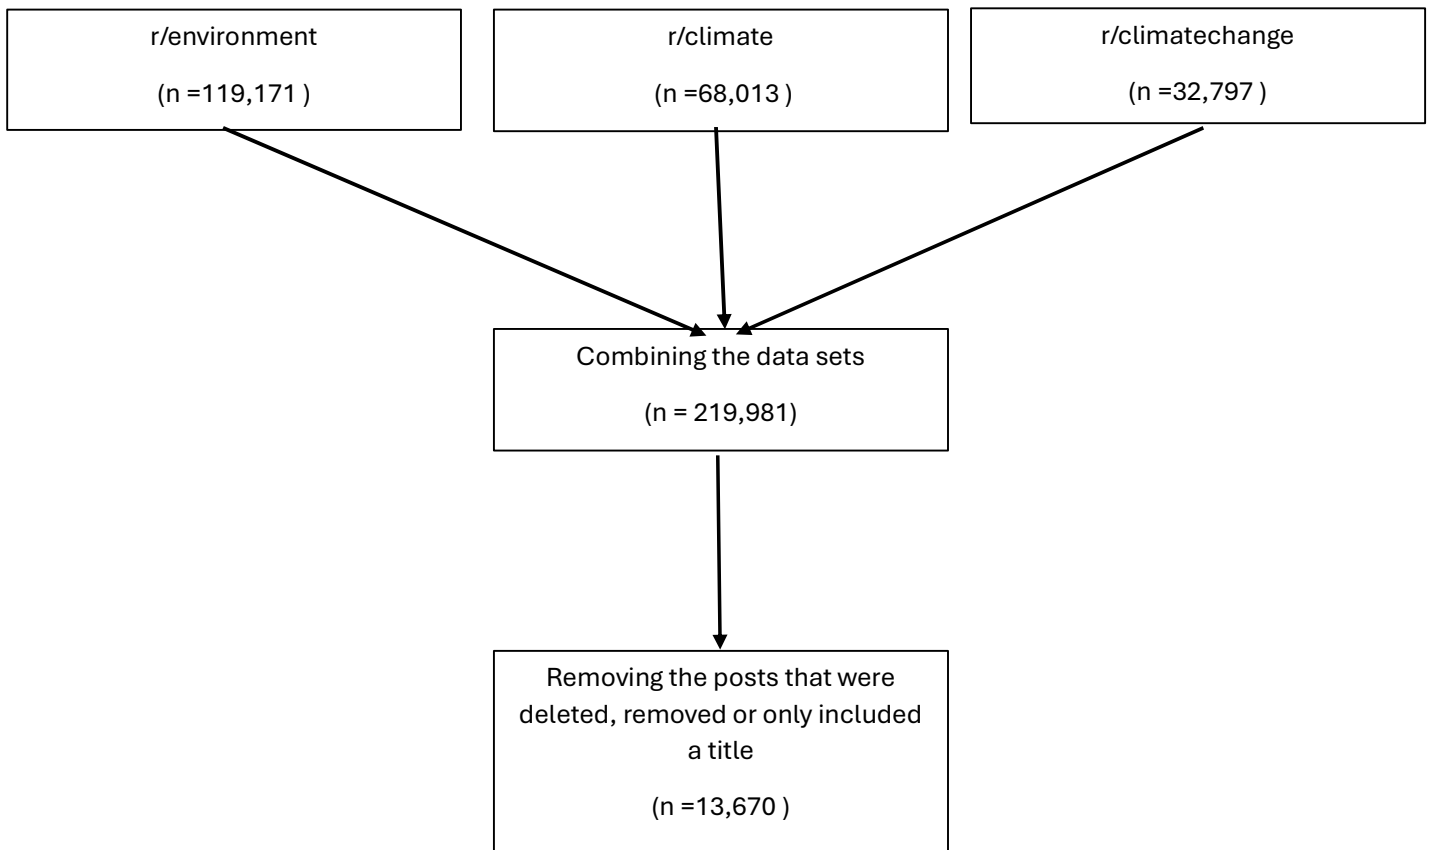 r/environment
(n =119,171 )
r/climate
(n =68,013 )
r/climatechange
(n =32,797 )
Combining the data sets
(n = 219,981)
Removing the posts that were
deleted, removed or only included
a title
(n =13,670 )